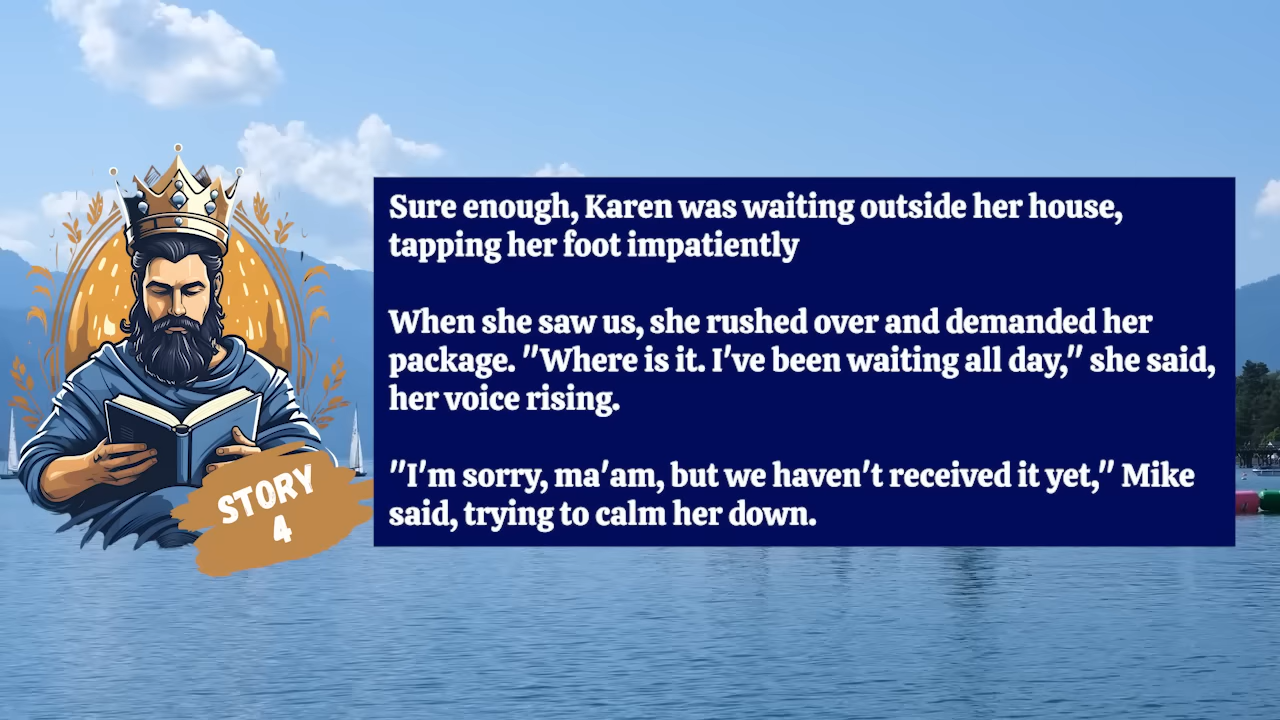 Sure enough, Karen was waiting outside her house,
tapping her foot impatiently
When she saw us, she rushed over and demanded her
package. "Where is it. I've been waiting all day," she said,
her voice rising.
"I'm sorry, ma'am, but we haven't received it yet," Mike
said, trying to calm her down.
STORY
4